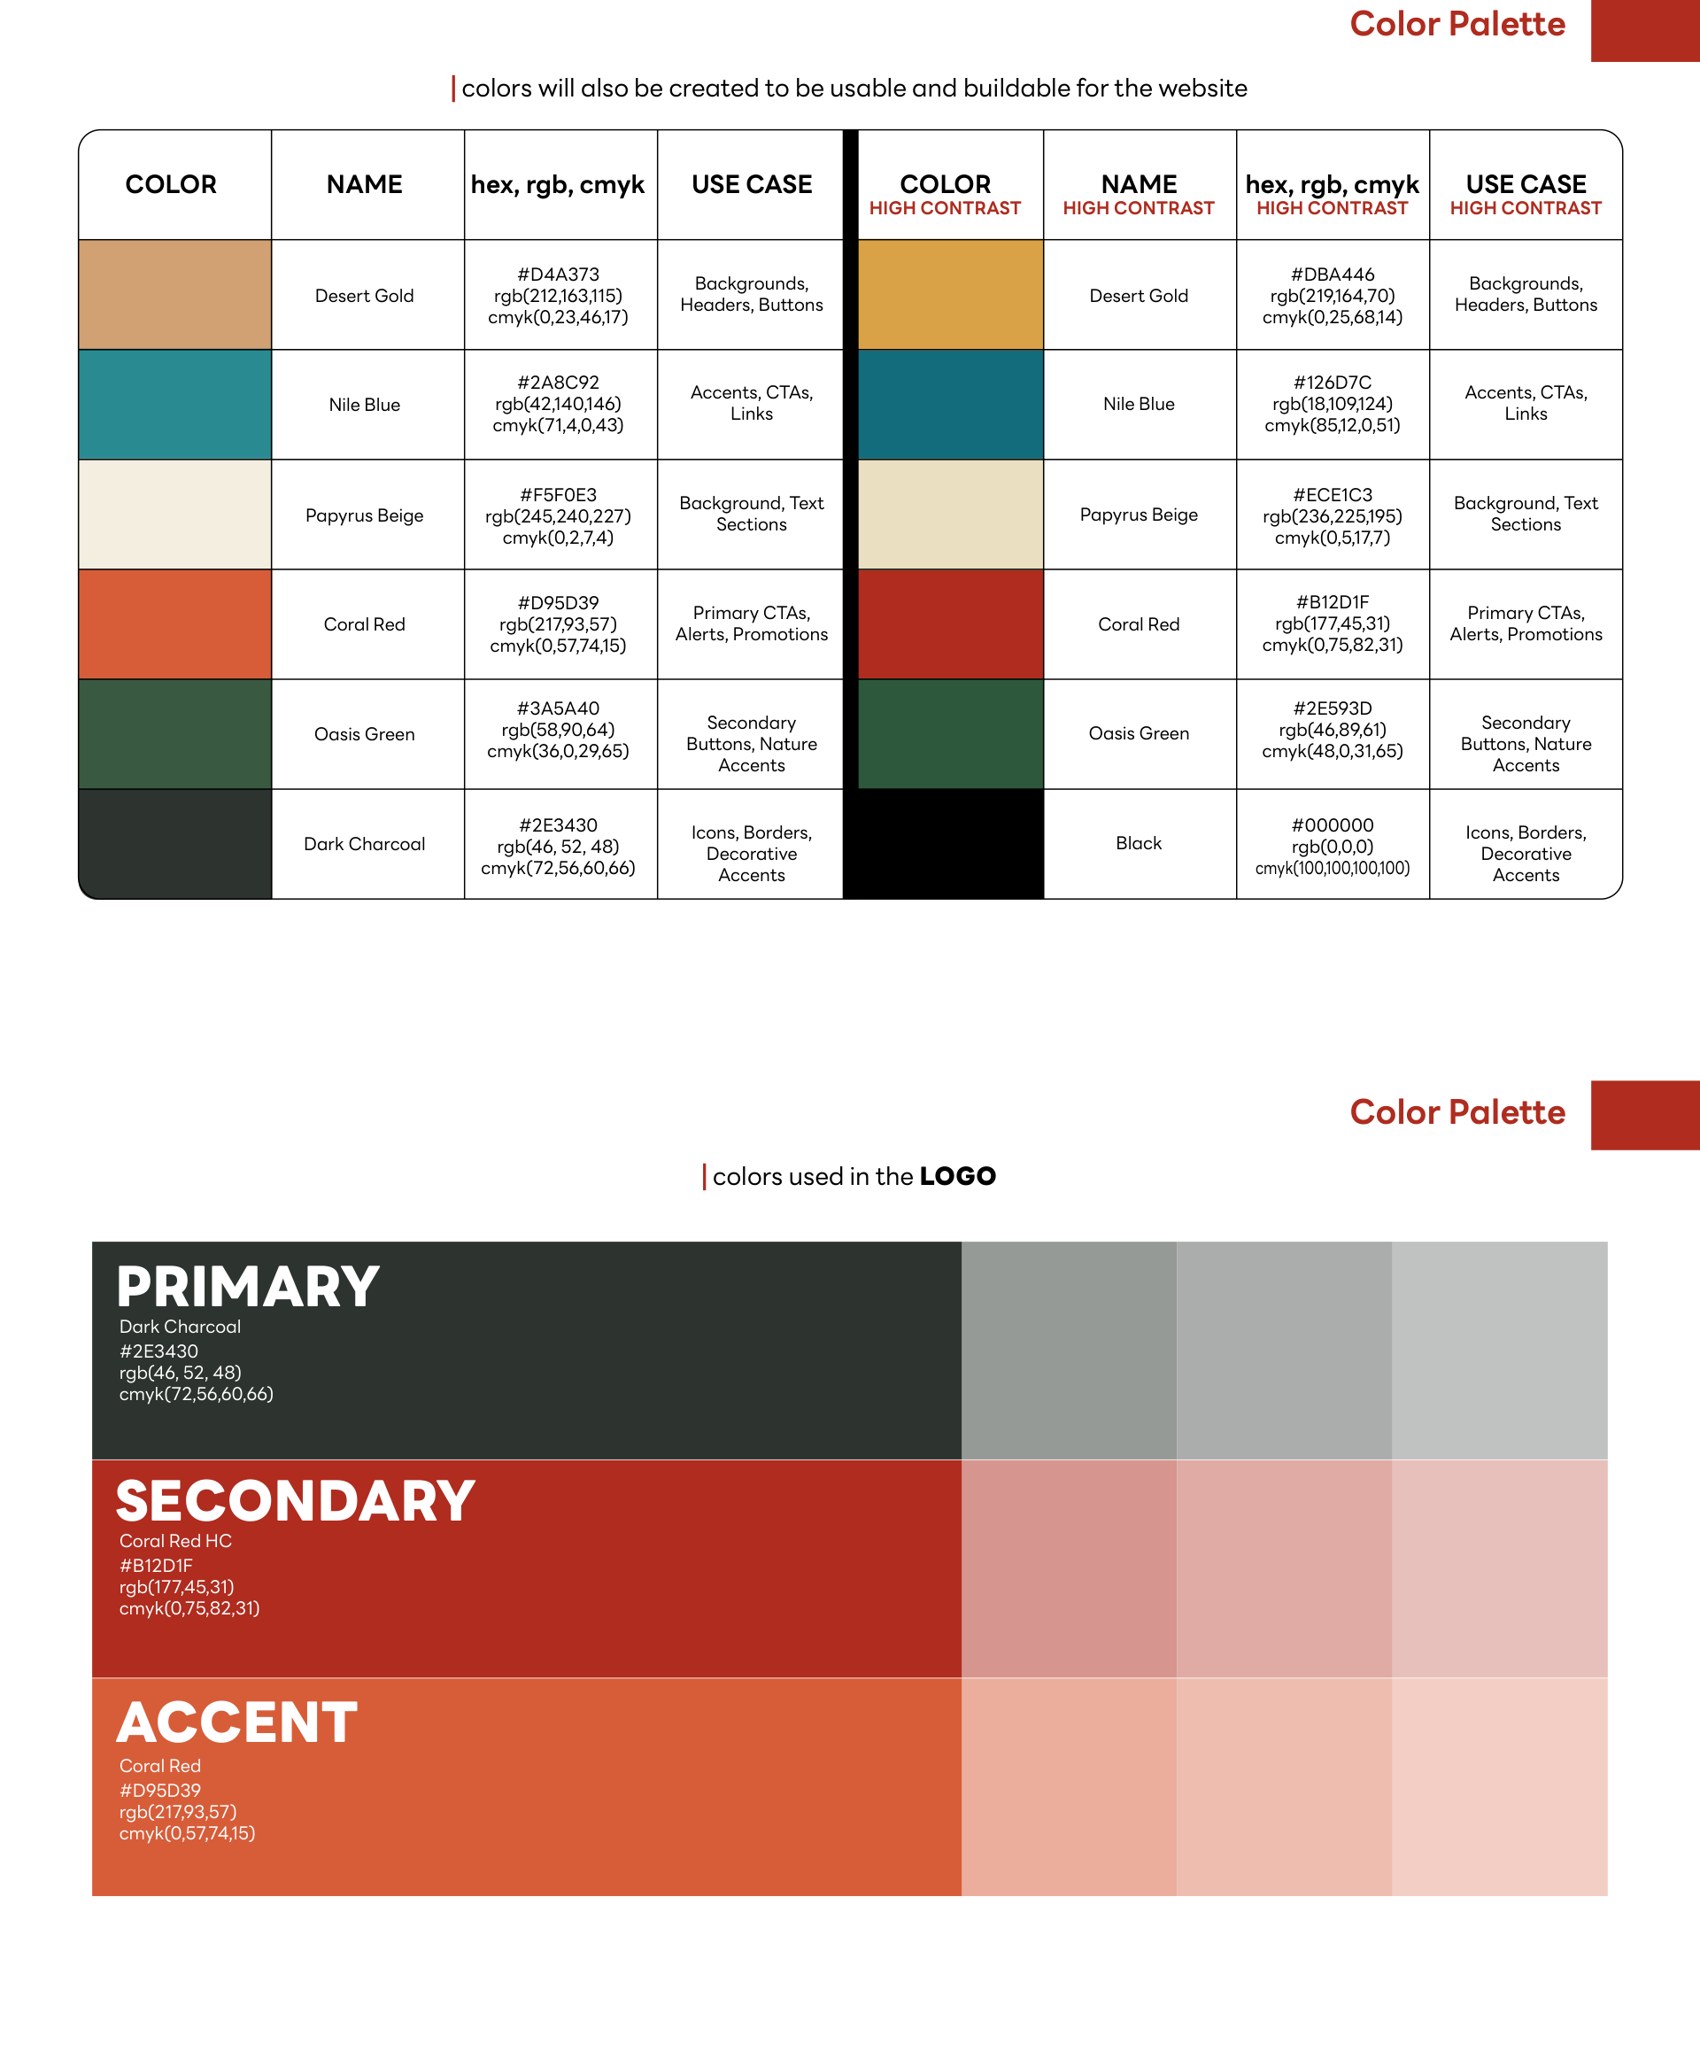 Color Palette
colors will also be created to be usable and buildable for the website
COLOR
NAME
hex, rgb, cmyk
USE CASE
COLOR
HIGH CONTRAST
NAME
HIGH CONTRAST
hex, rgb, cmyk
HIGH CONTRAST
USE CASE
HIGH CONTRAST
Desert Gold
#D4A373
rgb(212,163,115)
cmyk(0,23,46,17)
Backgrounds,
Headers, Buttons
Desert Gold
#DBA446
rgb(219,164,70)
cmyk(0,25,68,14)
Backgrounds,
Headers, Buttons
Nile Blue
#2A8C92
rgb(42,140,146)
cmyk(71,4,0,43)
Accents, CTAs,
Links
Nile Blue
#126D7C
rgb(18,109,124)
cmyk(85,12,0,51)
Accents, CTAs,
Links
Papyrus Beige
#F5F0E3
rgb(245,240,227)
cmyk(0,2,7,4)
Background, Text
Sections
Papyrus Beige
#ECE1C3
rgb(236,225,195)
cmyk(0,5,17,7)
Background, Text
Sections
Coral Red
#D95D39
rgb(217,93,57)
cmyk(0,57,74,15)
Primary CTAs,
Alerts, Promotions
Coral Red
#B12D1F
rgb(177,45,31)
cmyk(0,75,82,31)
Primary CTAs,
Alerts, Promotions
Oasis Green
#3A5A40
rgb(58,90,64)
cmyk(36,0,29,65)
Secondary
Buttons, Nature
Accents
Oasis Green
#2E593D
rgb(46,89,61)
cmyk(48,0,31,65)
Secondary
Buttons, Nature
Accents
Dark Charcoal
#2E3430
rgb(46, 52, 48)
cmyk(72,56,60,66)
Icons, Borders,
Decorative
Accents
Black
#000000
rgb(0,0,0)
cmyk(100,100,100,100)
Icons, Borders,
Decorative
Accents
Color Palette
colors used in the LOGO
PRIMARY
Dark Charcoal
#2E3430
rgb(46, 52, 48)
cmyk(72,56,60,66)
SECONDARY
Coral Red HC
#B12D1F
rgb(177,45,31)
cmyk(0,75,82,31)
ACCENT
Coral Red
#D95D39
rgb(217,93,57)
cmyk(0,57,74,15)